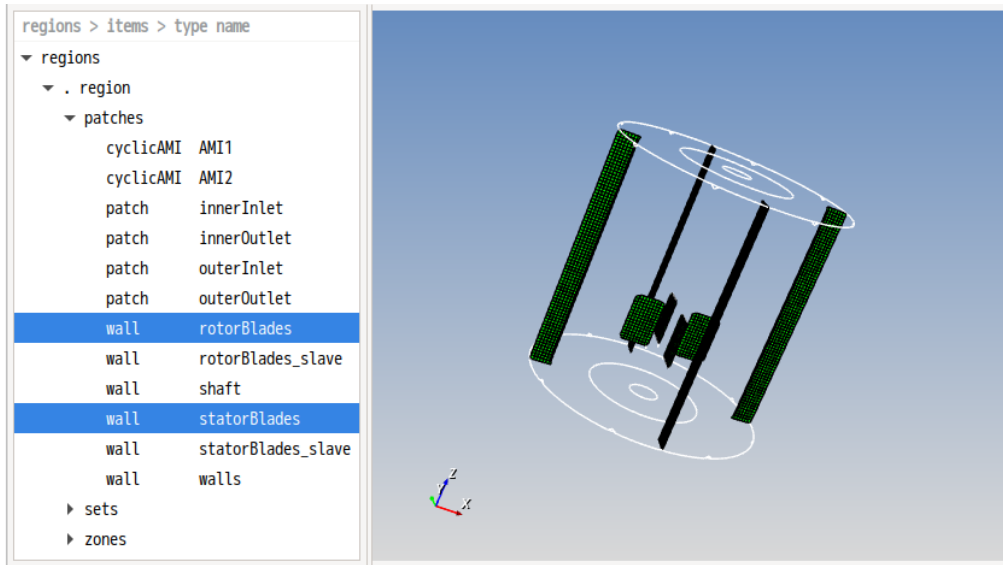 regions > items > type name
regions
. region
patches
cyclicAMI AMI1
cyclicAMI AMI2
patch innerInlet
patch innerOutlet
patch outerInlet
patch outerOutlet
wall rotorBlades
wall rotorBlades_slave
wall shaft
wall statorBlades
wall statorBlades_slave
wall walls
sets
zones
Z
Y
X